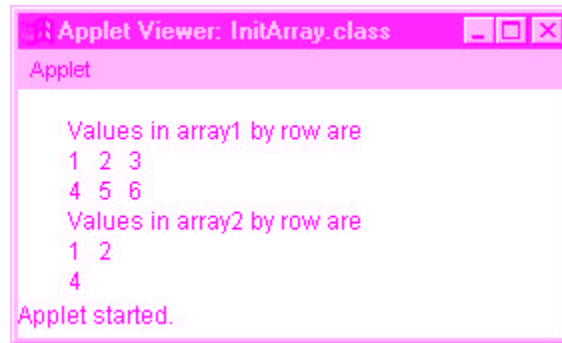 Applet Viewer: InitArray.class
Applet
Values in array1 by row are
1 2 3
4 5 6
Values in array2 by row are
1 2
4
Applet started.